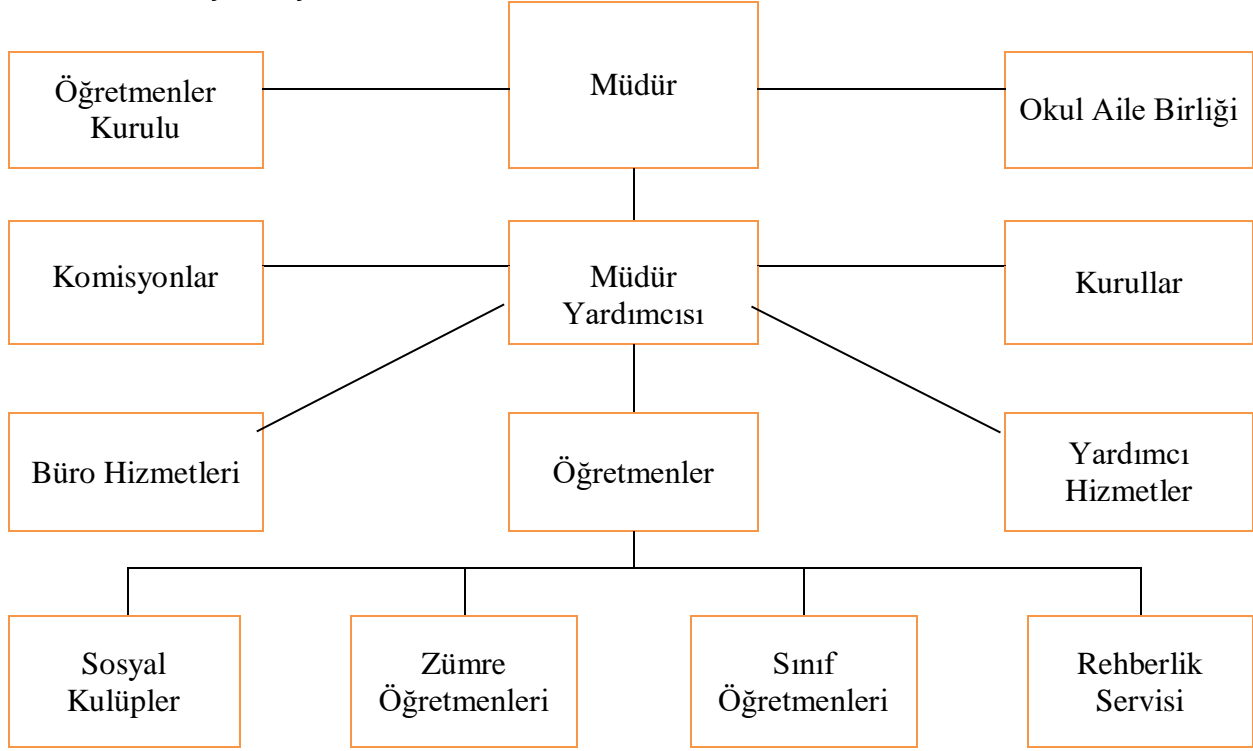 Müdür
Öğretmenler
Kurulu
Okul Aile Birliği
Komisyonlar
Müdür
Yardımcısı
Kurullar
Büro Hizmetleri
Öğretmenler
Yardımcı
Hizmetler
Sosyal
Kulüpler
Zümre
Öğretmenleri
Sınıf
Öğretmenleri
Rehberlik
Servisi